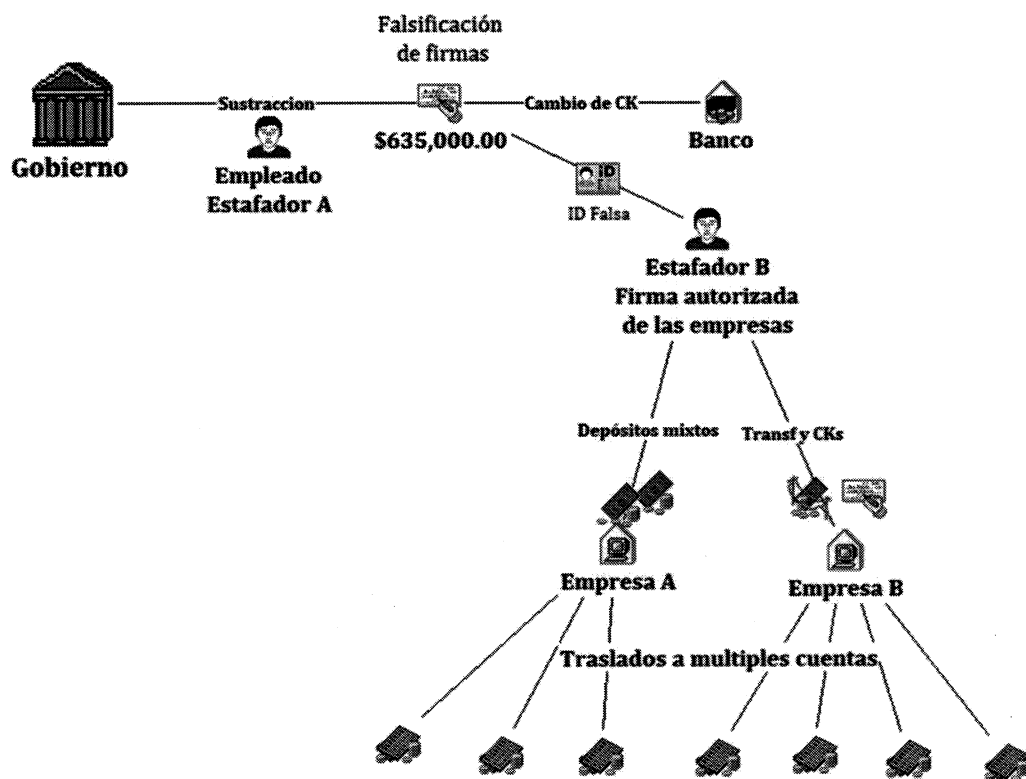 Falsificación
de firmas
Sustraccion
Cambio de CK
Gobierno
Empleado
Estafador A
$635,000.00
Banco
ID
ID Falsa
Estafador B
Firma autorizada
de las empresas
Depósitos mixtos
Transf y CKs
Empresa A
Empresa B
Traslados a multiples cuentas